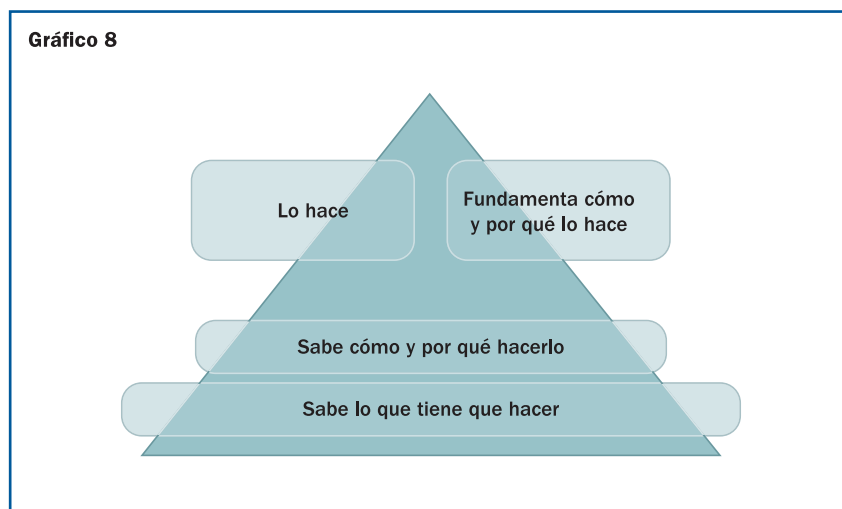 Gráfico 8
Lo hace
Fundamenta cómo
y por qué lo hace
Sabe cómo y por qué hacerlo
Sabe lo que tiene que hacer